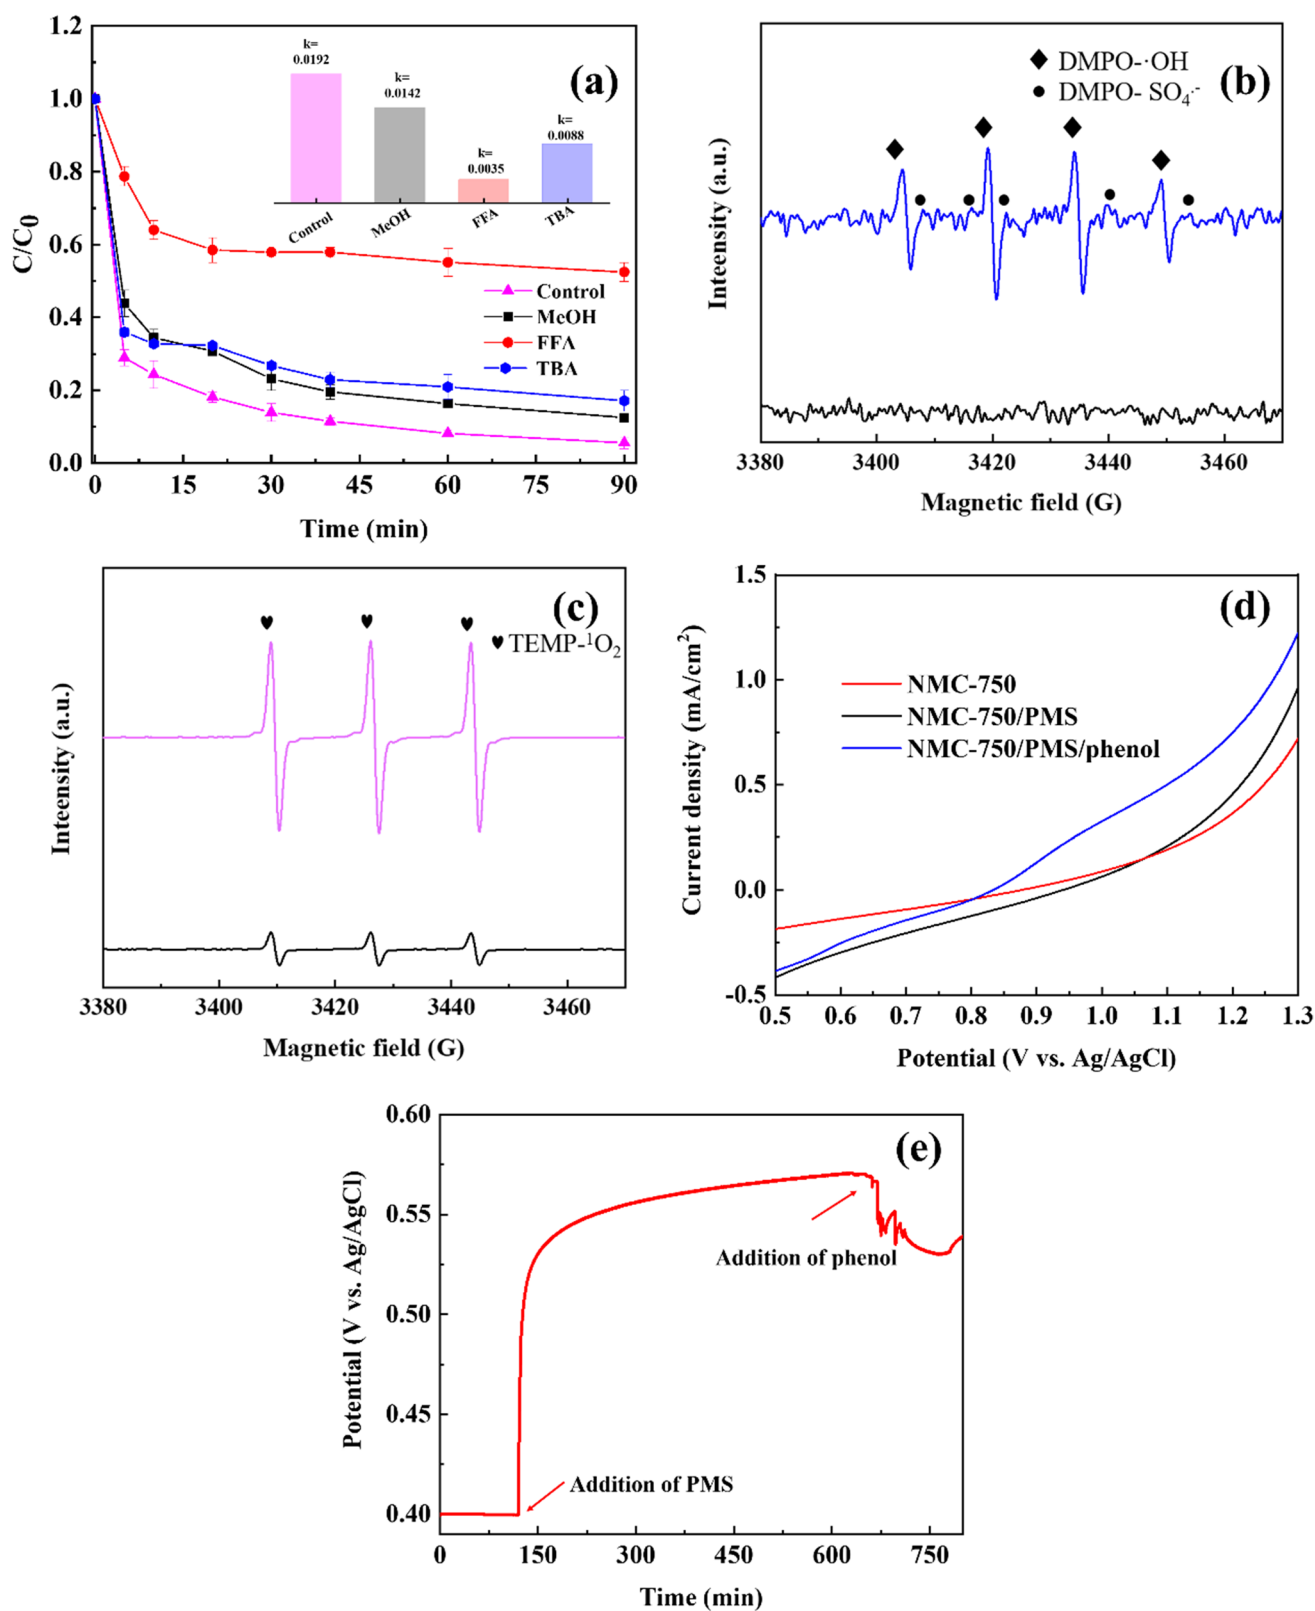 (a)
1.2
1.0
0.8
0.6
0.4
0.2
0.0
C/C0
k=
0.0192
k=
0.0142
k=
0.0035
k=
0.0088
Control
MeOH
FFA
TBA
Control
MeOH
FFA
TBA
0 15 30 45 60 75 90
Time (min)
(b)
DMPO-·OH
DMPO- SO4·-
Inteensity (a.u.)
3380 3400 3420 3440 3460
Magnetic field (G)
(c)
TEMP-¹O2
Inteensity (a.u.)
3380 3400 3420 3440 3460
Magnetic field (G)
(d)
1.5
1.0
0.5
0.0
-0.5
Current density (mA/cm²)
NMC-750
NMC-750/PMS
NMC-750/PMS/phenol
0.5 0.6 0.7 0.8 0.9 1.0 1.1 1.2 1.3
Potential (V vs. Ag/AgCl)
(e)
0.60
0.55
0.50
0.45
0.40
Potential (V vs. Ag/AgCl)
Addition of phenol
Addition of PMS
0 150 300 450 600 750
Time (min)